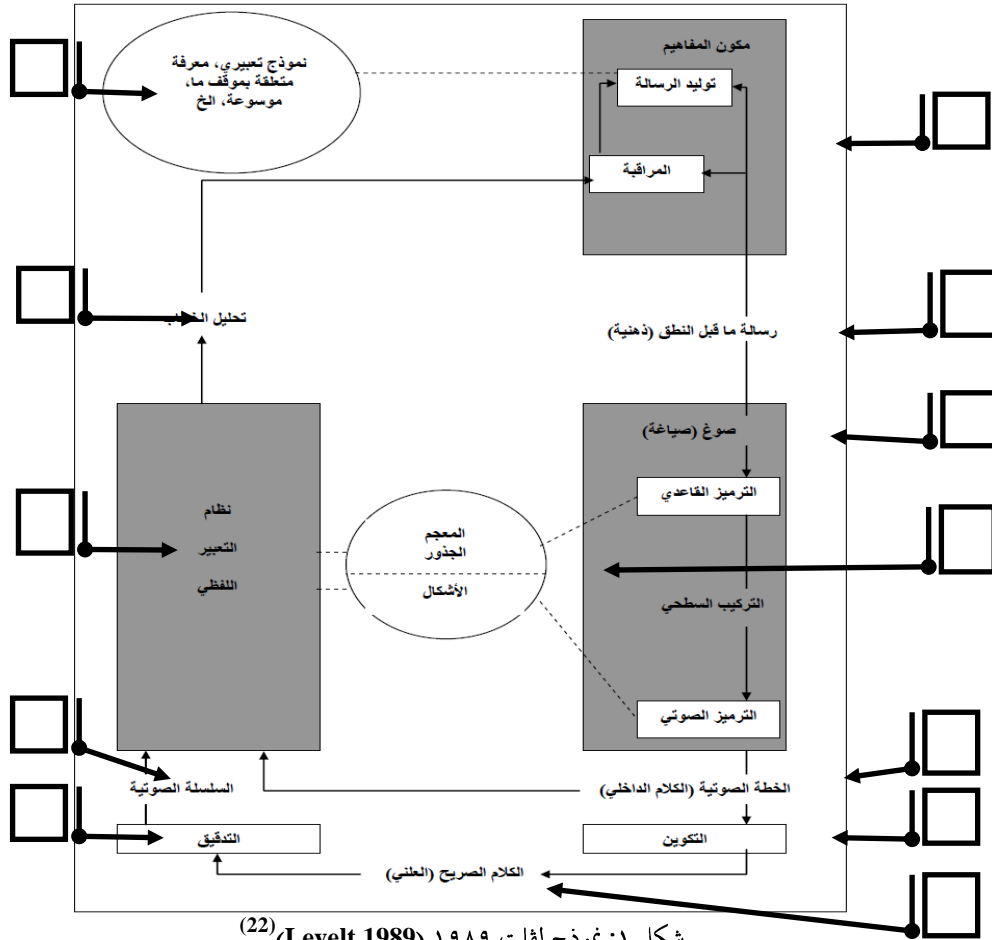 مكون المفاهيم
نموذج تعبيري، معرفة
متعلقة بموقف ما،
موسوعة، الخ
توليد الرسالة
المراقبة
تحليل
رسالة ما قبل النطق (ذهنية)
صوغ (صياغة)
الترميز القاعدي
نظام
التعبير
اللفظي
المعجم
الجذور
الأشكال
التركيب السطحي
الترميز الصوتي
الخطة الصوتية (الكلام الداخلي)
السلسلة الصوتية
التكوين
التدقيق
الكلام الصريح (العلني)
شكل ١: نموذج لڤلت ١٩٨٩ (Levelt 1989)(22)